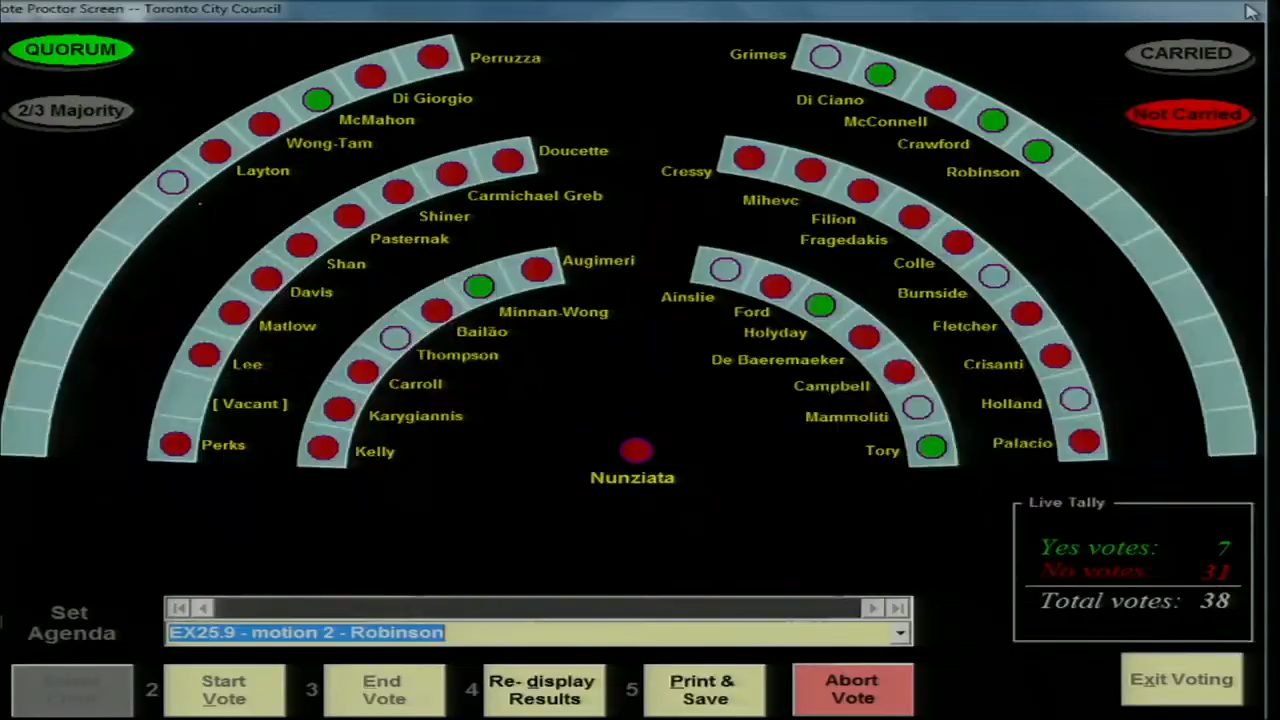 ote Proctor Screen -- Toronto City Council
QUORUM
2/3 Majority
CARRIED
Not Carried
Perruzza
Di Giorgio
McMahon
Wong-Tam
Layton
Doucette
Carmichael Greb
Shiner
Pasternak
Shan
Davis
Matlow
Lee
[ Vacant ]
Perks
Augimeri
Minnan-Wong
Bailão
Thompson
Carroll
Karygiannis
Kelly
Grimes
Di Ciano
McConnell
Crawford
Robinson
Cressy
Mihevc
Filion
Fragedakis
Colle
Burnside
Fletcher
Crisanti
Holland
Palacio
Ainslie
Ford
Holyday
De Baeremaeker
Campbell
Mammoliti
Tory
Nunziata
Live Tally
Yes votes: 7
No votes: 31
Total votes: 38
Set
Agenda
EX25.9 - motion 2 - Robinson
2
Start
Vote
3
End
Vote
4
Re-display
Results
5
Print &
Save
Abort
Vote
Exit Voting